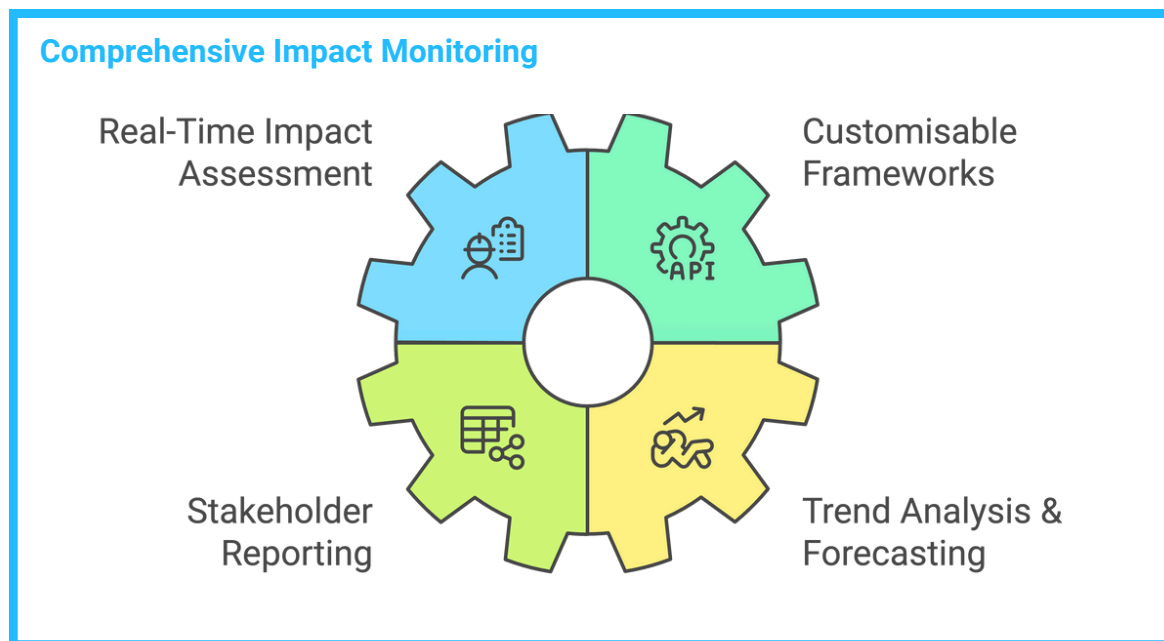 Comprehensive Impact Monitoring
Real-Time Impact
Assessment
Customisable
Frameworks
API
Stakeholder
Reporting
Trend Analysis &
Forecasting